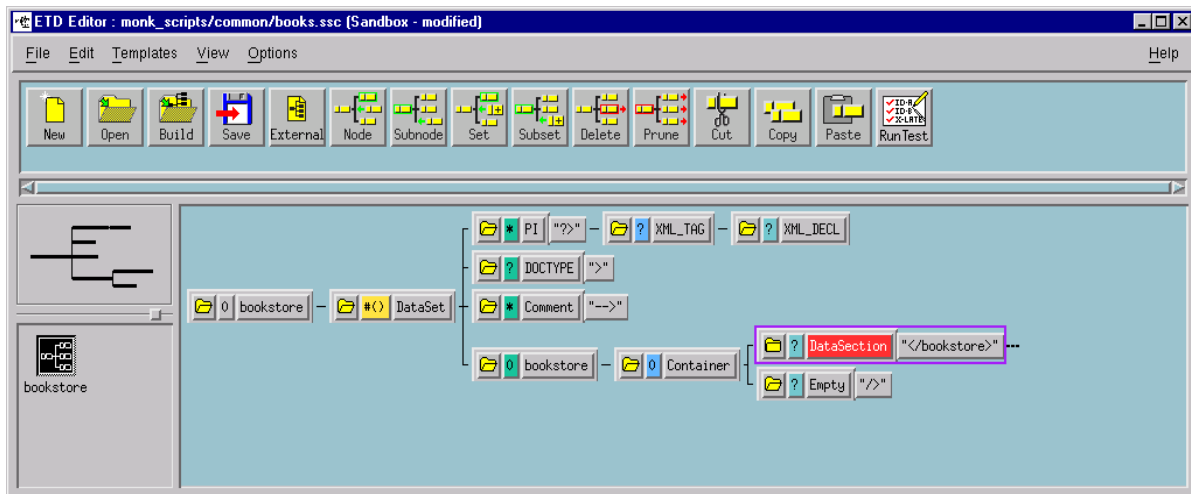 ETD Editor : monk_scripts/common/books.ssc (Sandbox - modified)
File Edit Templates View Options Help
New Open Build Save External Node Subnode Set Subset Delete Prune Cut Copy Paste RunTest
* PI "?>" ? XML_TAG ? XML_DECL
? DOCTYPE ">"
0 bookstore #() DataSet * Comment "-->"
? DataSection "</bookstore>"
0 bookstore 0 Container
? Empty "/>"
bookstore